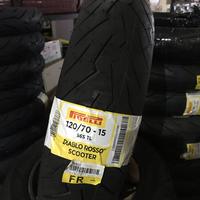 PIRELLI
120/70 - 15
56S TL
DIABLO ROSSO
SCOOTER
FR